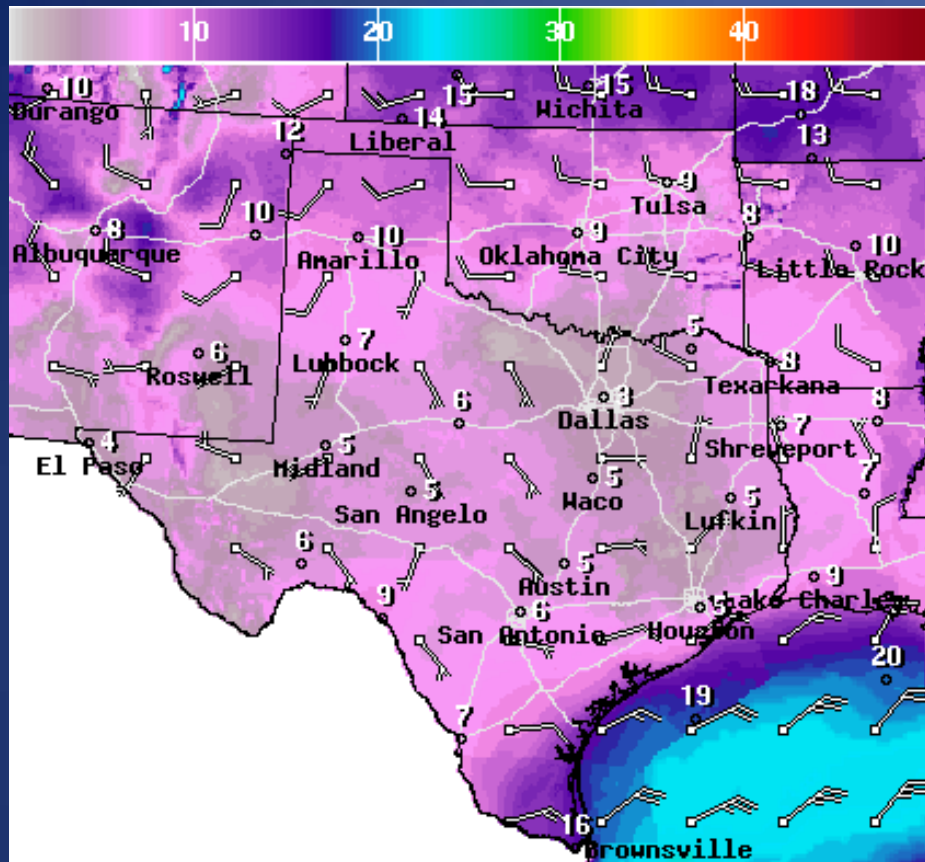 10 20 30 40
10 15 15 18
Durango Wichita
14
Liberal
12 13
9
Tulsa
8 10 10 9 8 10
Albuquerque Amarillo Oklahoma City Little Rock
6 7 5
Roswell Lubbock Texarkana 8
6 3
Dallas
4 5 7 8
El Paso Midland Shreveport
5 5 5 7
San Angelo Waco Lufkin
6 5 9
Austin
9 6 5 Lake Charles
San Antonio Houston
20
7 19
16
Brownsville